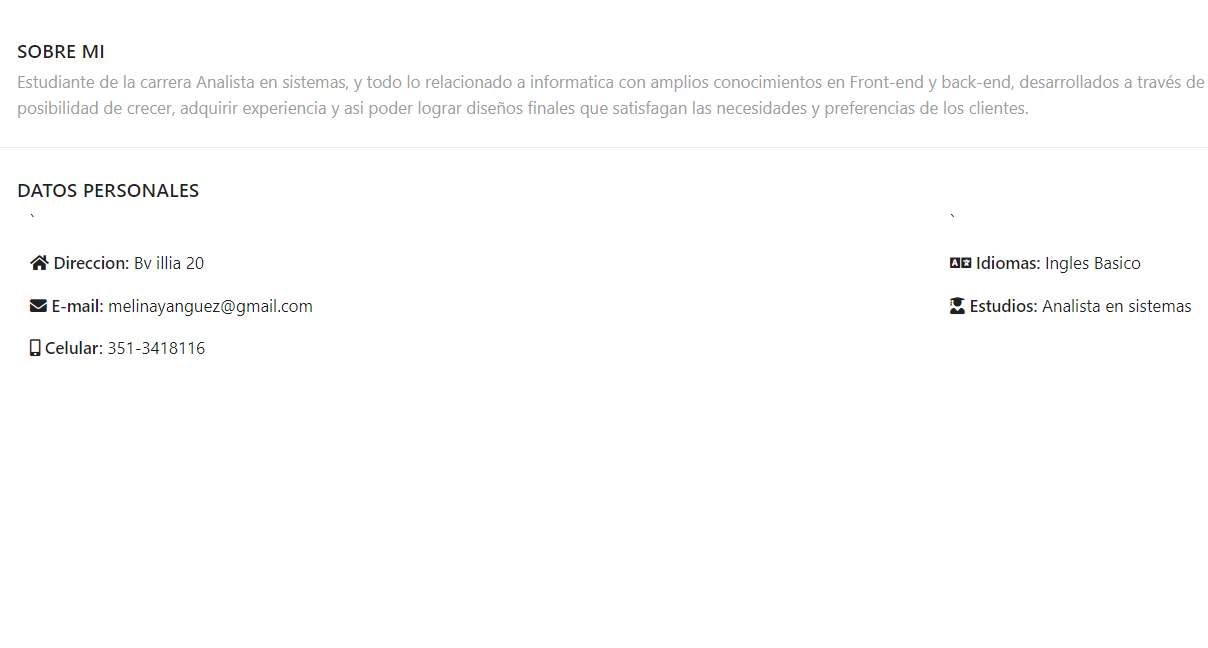 SOBRE MI
Estudiante de la carrera Analista en sistemas, y todo lo relacionado a informatica con amplios conocimientos en Front-end y back-end, desarrollados a través de
posibilidad de crecer, adquirir experiencia y asi poder lograr diseños finales que satisfagan las necesidades y preferencias de los clientes.
DATOS PERSONALES
`
Direccion: Bv illia 20
E-mail: melinayanguez@gmail.com
Celular: 351-3418116
`
Idiomas: Ingles Basico
Estudios: Analista en sistemas